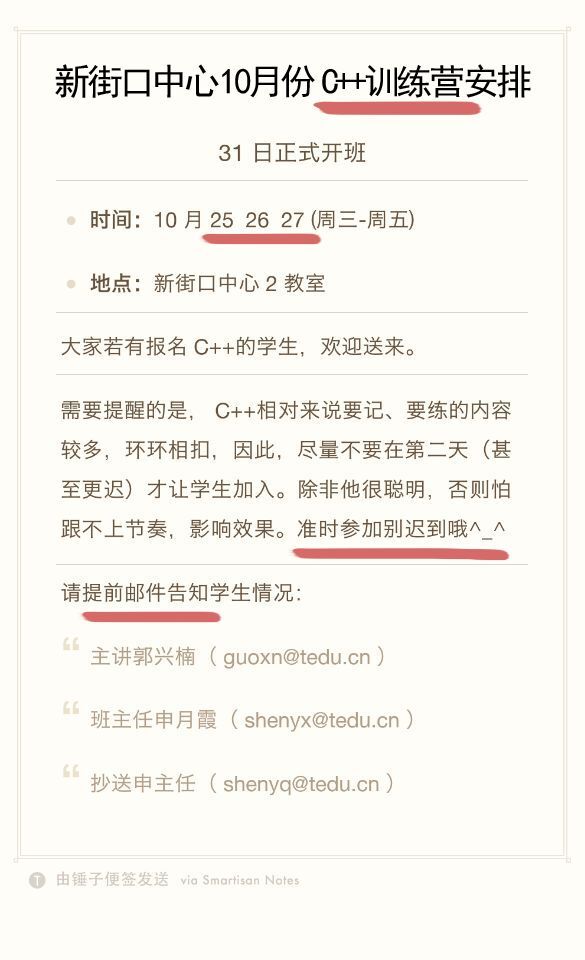 新街口中心10月份 C++训练营安排
31 日正式开班
时间：10 月 25 26 27 (周三-周五)
地点：新街口中心 2 教室
大家若有报名 C++的学生，欢迎送来。
需要提醒的是， C++相对来说要记、要练的内容
较多，环环相扣，因此，尽量不要在第二天（甚
至更迟）才让学生加入。除非他很聪明，否则怕
跟不上节奏，影响效果。准时参加别迟到哦^_^
请提前邮件告知学生情况：
主讲郭兴楠（ guoxn@tedu.cn ）
班主任申月霞（ shenyx@tedu.cn ）
抄送申主任（ shenyq@tedu.cn ）
T 由锤子便签发送 via Smartisan Notes